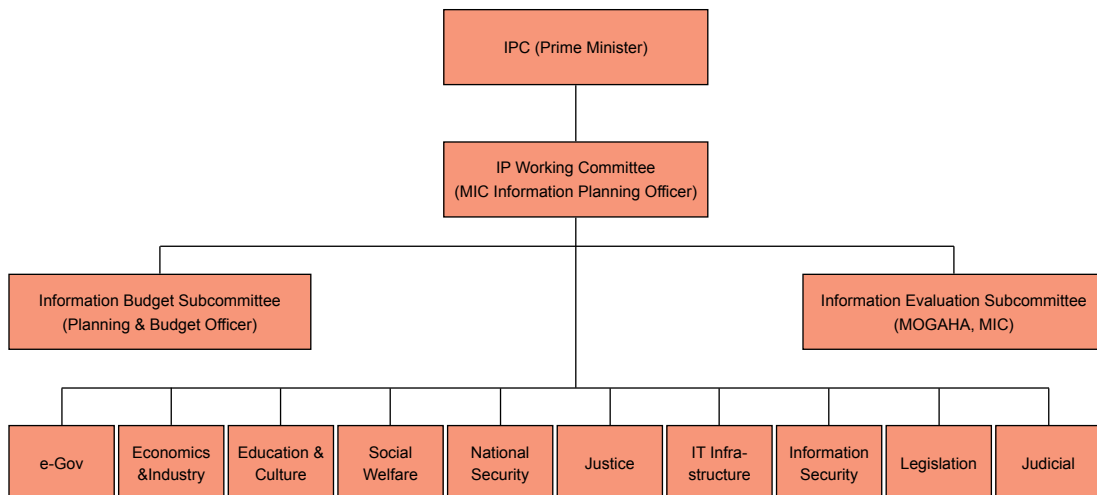 IPC (Prime Minister)
IP Working Committee
(MIC Information Planning Officer)
Information Budget Subcommittee
(Planning & Budget Officer)
Information Evaluation Subcommittee
(MOGAHA, MIC)
e-Gov
Economics
&Industry
Education &
Culture
Social
Welfare
National
Security
Justice
IT Infra-
structure
Information
Security
Legislation
Judicial